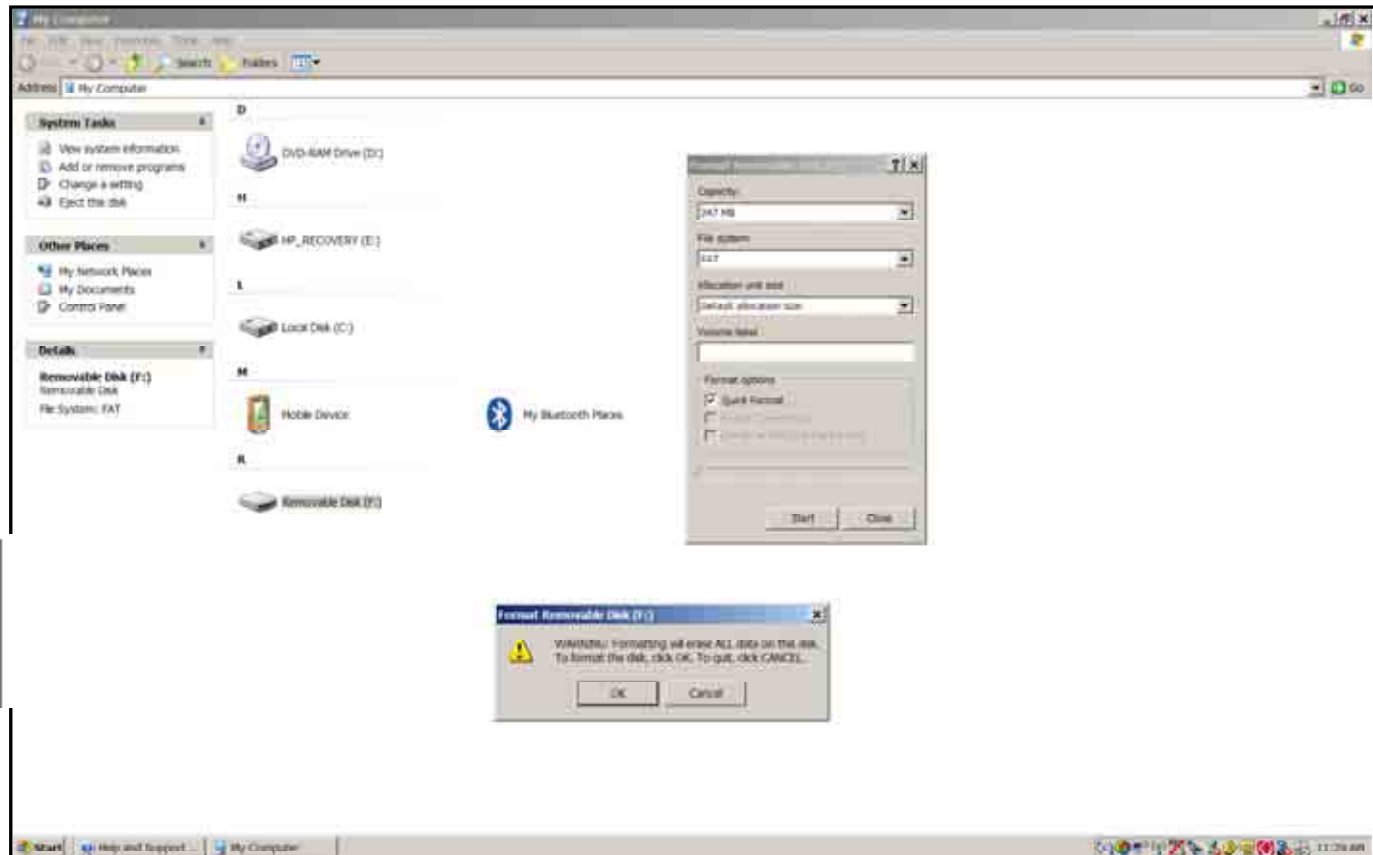 My Computer
Search Folders
Address My Computer Go
System Tasks
View system information
Add or remove programs
Change a setting
Eject this disk
Other Places
My Network Places
My Documents
Control Panel
Details
Removable Disk (F:)
Removable Disk
File System: FAT
D
DVD-RAM Drive (D:)
H
HP_RECOVERY (E:)
L
Local Disk (C:)
M
Mobile Device
My Bluetooth Places
R
Removable Disk (F:)
Capacity:
247 MB
File system
FAT
Allocation unit size
Default allocation size
Volume label
Format options
Quick Format
Start Close
Format Removable Disk (F:)
WARNING: Formatting will erase ALL data on this disk.
To format the disk, click OK. To quit, click CANCEL.
OK Cancel
Start Help and Support ... My Computer